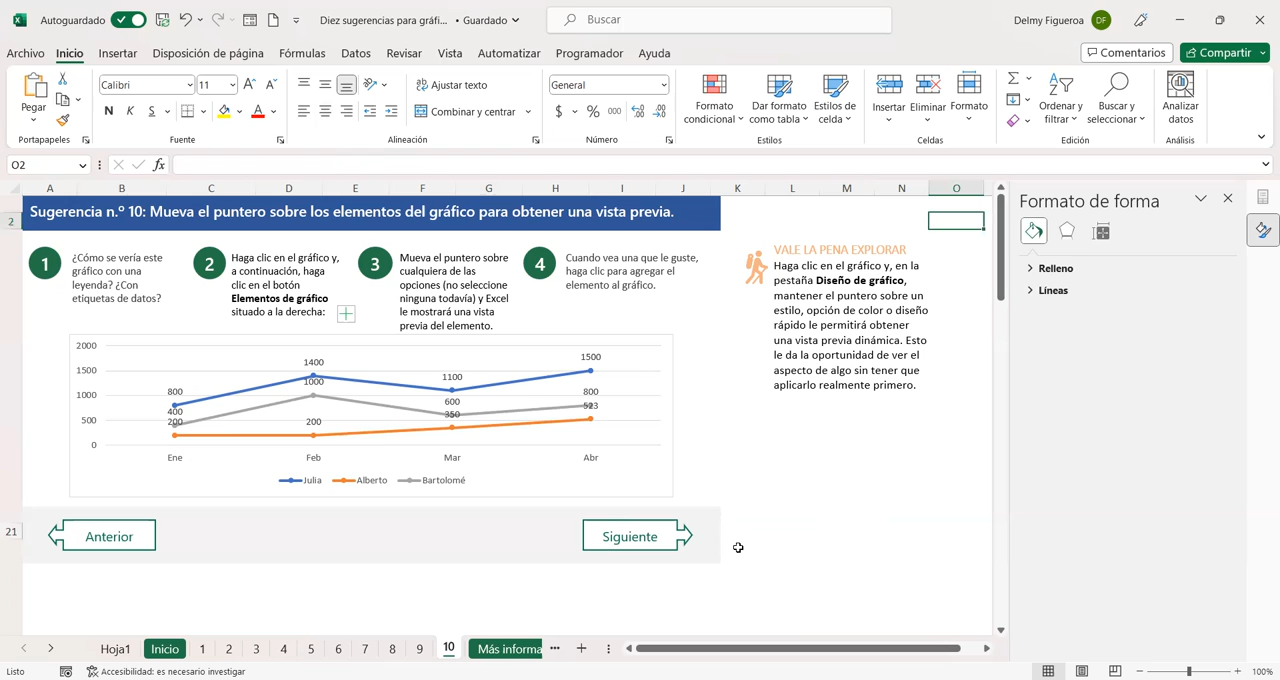 Autoguardado
Diez sugerencias para gráfi... • Guardado
Buscar
Delmy Figueroa DF
Archivo Inicio Insertar Disposición de página Fórmulas Datos Revisar Vista Automatizar Programador Ayuda
Comentarios Compartir
Pegar
Portapapeles
Calibri 11
N K S
Fuente
Ajustar texto
Combinar y centrar
Alineación
General
$ % 000
Número
Formato condicional
Dar formato como tabla
Estilos de celda
Estilos
Insertar Eliminar Formato
Celdas
Ordenar y filtrar
Buscar y seleccionar
Edición
Analizar datos
Análisis
O2
fx
A B C D E F G H I J K L M N O
2
21
Sugerencia n.º 10: Mueva el puntero sobre los elementos del gráfico para obtener una vista previa.
1
¿Cómo se vería este
gráfico con una
leyenda? ¿Con
etiquetas de datos?
2
Haga clic en el gráfico y,
a continuación, haga
clic en el botón
Elementos de gráfico
situado a la derecha:
3
Mueva el puntero sobre
cualquiera de las
opciones (no seleccione
ninguna todavía) y Excel
le mostrará una vista
previa del elemento.
4
Cuando vea una que le guste,
haga clic para agregar el
elemento al gráfico.
VALE LA PENA EXPLORAR
Haga clic en el gráfico y, en la
pestaña Diseño de gráfico,
mantener el puntero sobre un
estilo, opción de color o diseño
rápido le permitirá obtener
una vista previa dinámica. Esto
le da la oportunidad de ver el
aspecto de algo sin tener que
aplicarlo realmente primero.
2000
1500
1000
500
0
800 1400 1100 1500
400 1000 600 800
200 200 350 523
Ene Feb Mar Abr
Julia Alberto Bartolomé
Anterior Siguiente
Formato de forma
Relleno
Líneas
Hoja1 Inicio 1 2 3 4 5 6 7 8 9 10 Más informa ...
Listo
Accesibilidad: es necesario investigar
100%